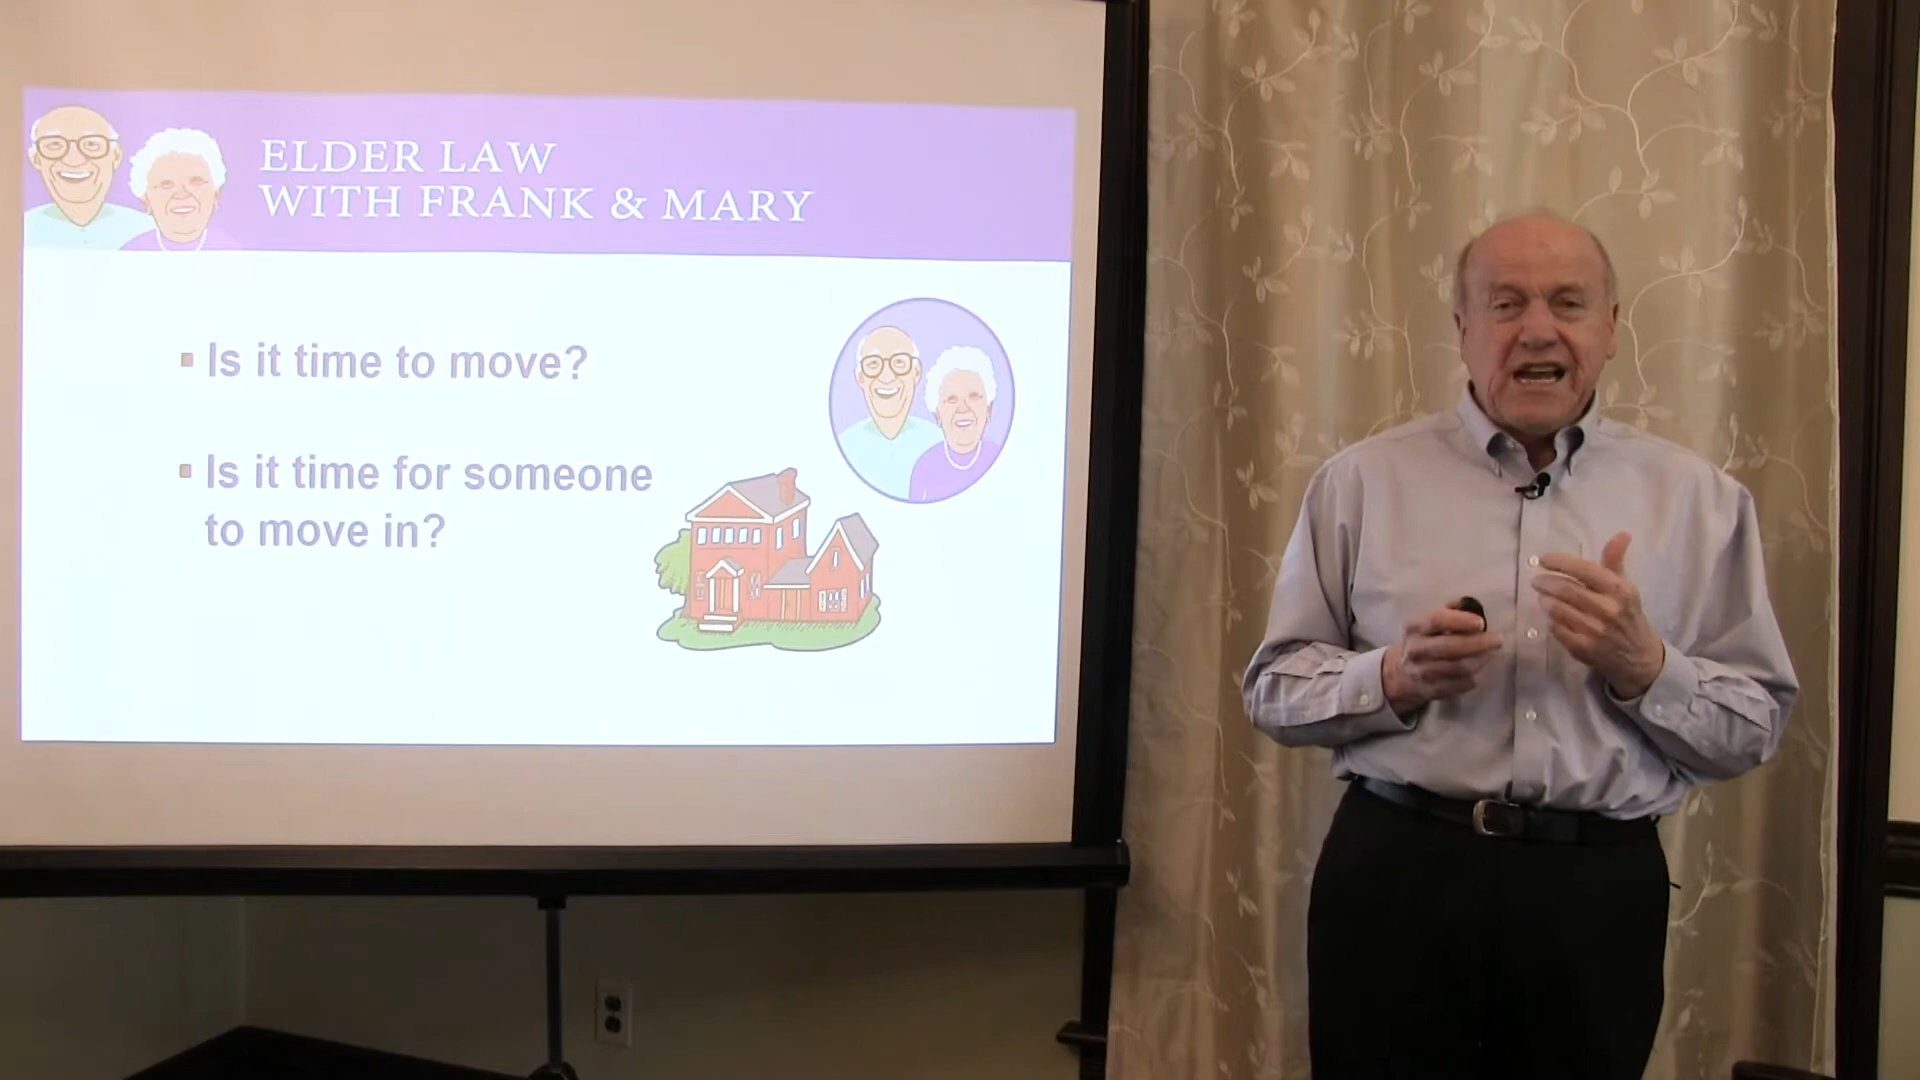 ELDER LAW
WITH FRANK & MARY
▪ Is it time to move?
▪ Is it time for someone
to move in?